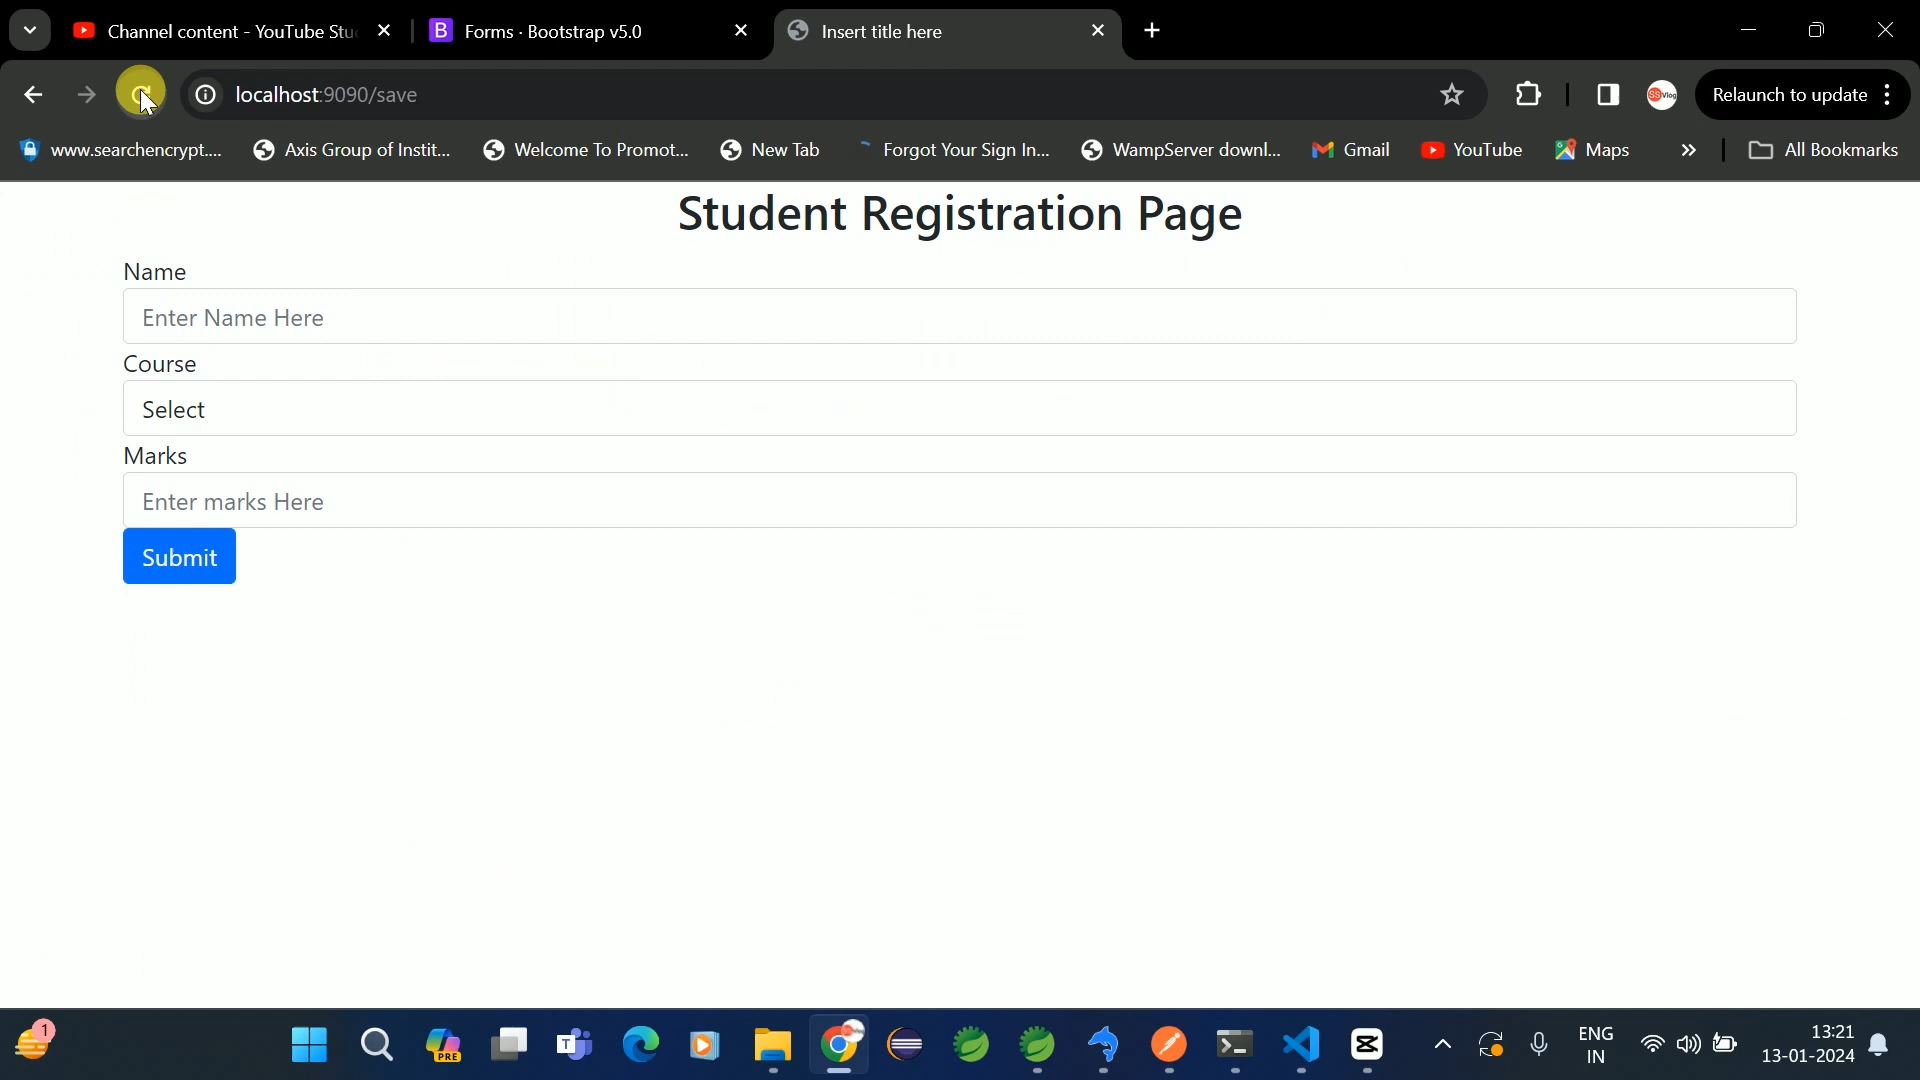 Channel content - YouTube Stu
Forms · Bootstrap v5.0
Insert title here
localhost:9090/save
Relaunch to update
www.searchencrypt....
Axis Group of Instit...
Welcome To Promot...
New Tab
Forgot Your Sign In...
WampServer downl...
Gmail
YouTube
Maps
All Bookmarks
Student Registration Page
Name
Enter Name Here
Course
Select
Marks
Enter marks Here
Submit
1
PRE
ENG
IN
13:21
13-01-2024